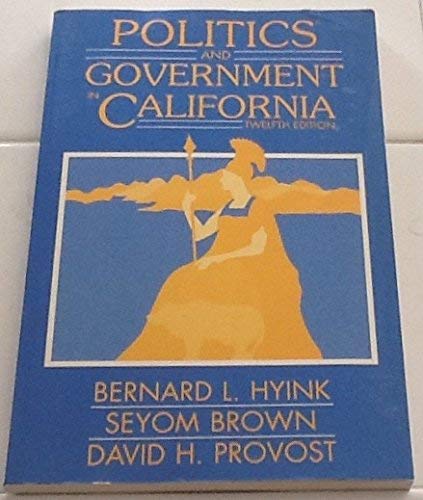 POLITICS
AND
GOVERNMENT
IN
CALIFORNIA
TWELFTH EDITION
BERNARD L. HYINK
SEYOM BROWN
DAVID H. PROVOST